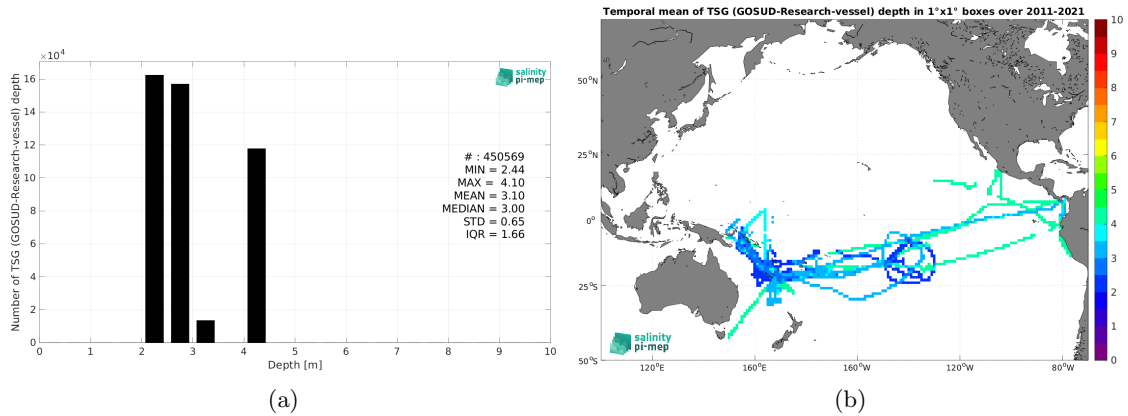 ×10⁴
16
14
12
10
8
6
4
2
0
Number of TSG (GOSUD-Research-vessel) depth
0 1 2 3 4 5 6 7 8 9 10
Depth [m]
salinity
pi-mep
# : 450569
MIN = 2.44
MAX = 4.10
MEAN = 3.10
MEDIAN = 3.00
STD = 0.65
IQR = 1.66
(a)
Temporal mean of TSG (GOSUD-Research-vessel) depth in 1°x1° boxes over 2011-2021
50°N
25°N
0°
25°S
50°S
120°E 160°E 160°W 120°W 80°W
salinity
pi-mep
10
9
8
7
6
5
4
3
2
1
0
(b)